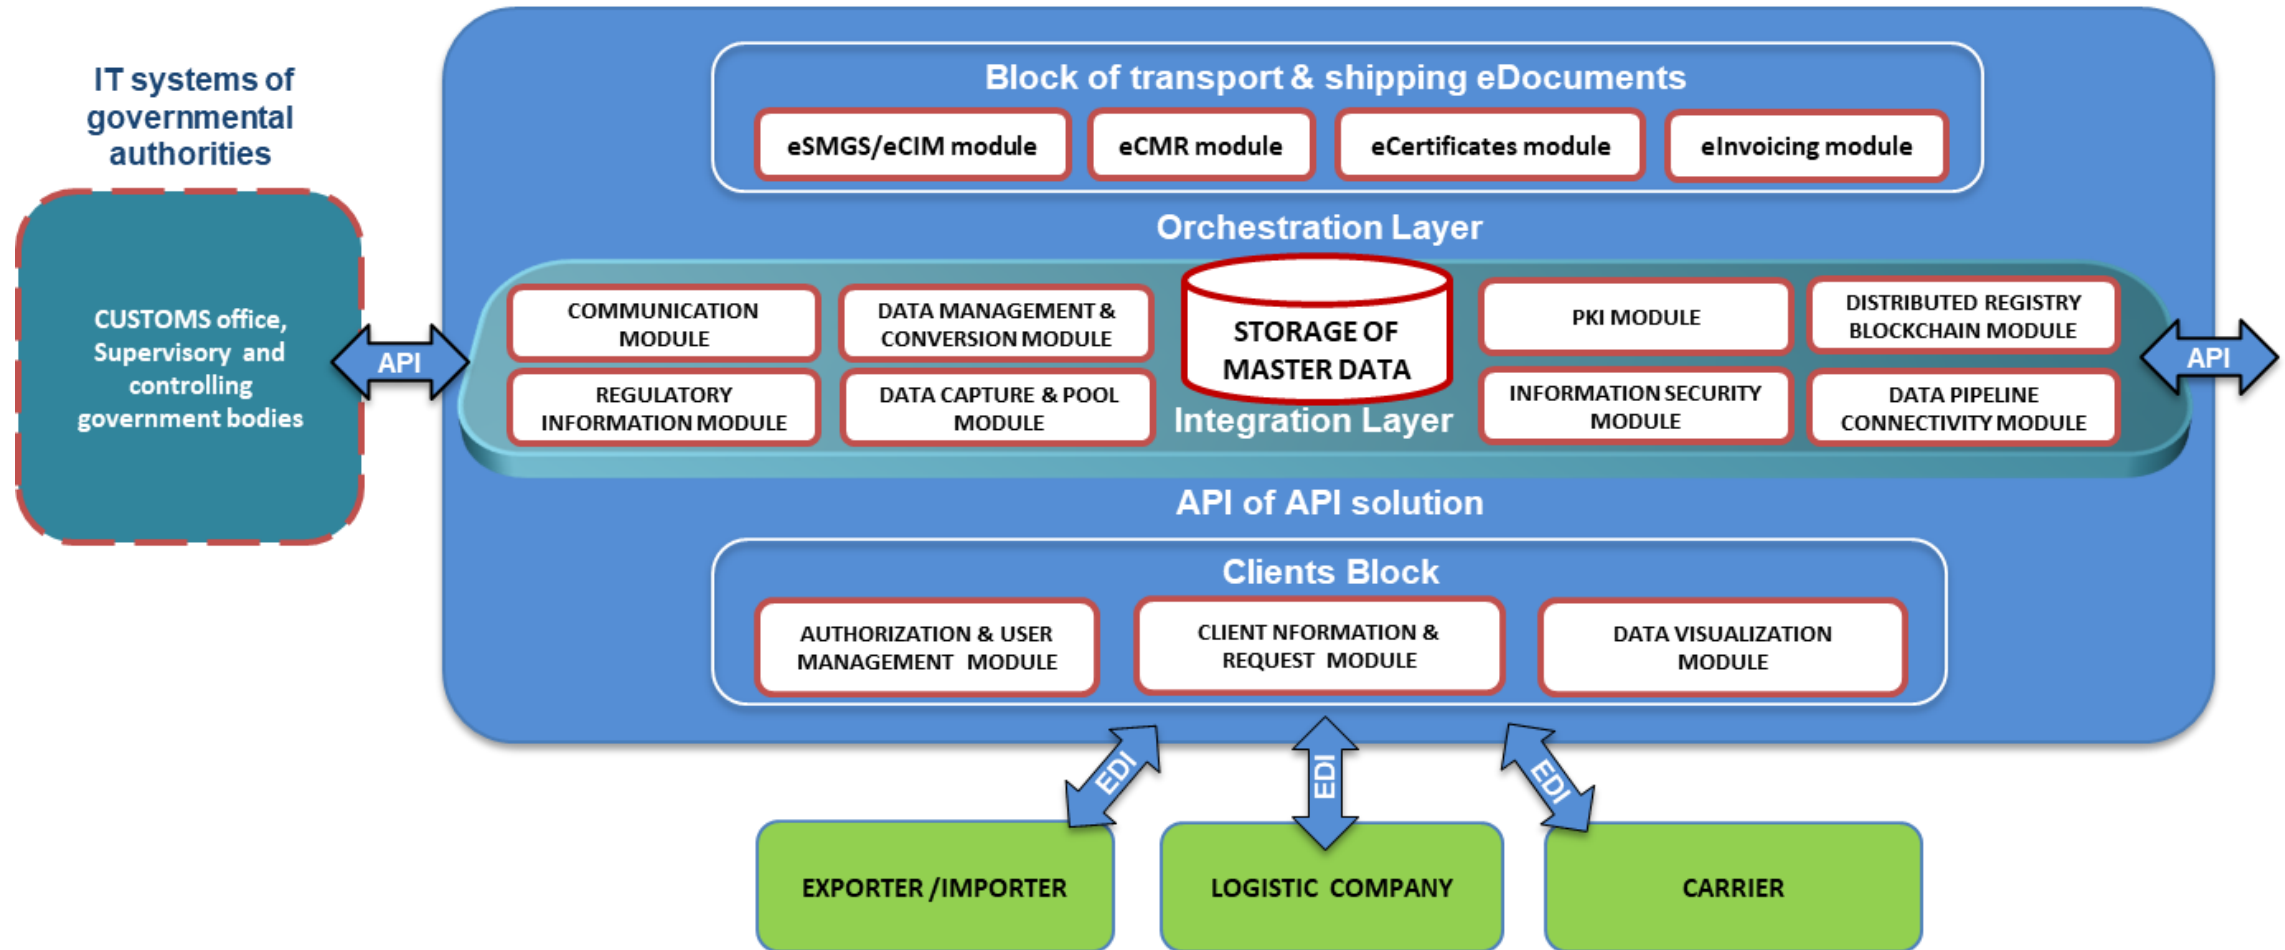 IT systems of
governmental
authorities
CUSTOMS office,
Supervisory and
controlling
government bodies
API
Block of transport & shipping eDocuments
eSMGS/eCIM module
eCMR module
eCertificates module
eInvoicing module
Orchestration Layer
COMMUNICATION
MODULE
DATA MANAGEMENT &
CONVERSION MODULE
REGULATORY
INFORMATION MODULE
DATA CAPTURE & POOL
MODULE
STORAGE OF
MASTER DATA
Integration Layer
PKI MODULE
DISTRIBUTED REGISTRY
BLOCKCHAIN MODULE
INFORMATION SECURITY
MODULE
DATA PIPELINE
CONNECTIVITY MODULE
API
API of API solution
Clients Block
AUTHORIZATION & USER
MANAGEMENT MODULE
CLIENT NFORMATION &
REQUEST MODULE
DATA VISUALIZATION
MODULE
EDI
EDI
EDI
EXPORTER /IMPORTER
LOGISTIC COMPANY
CARRIER